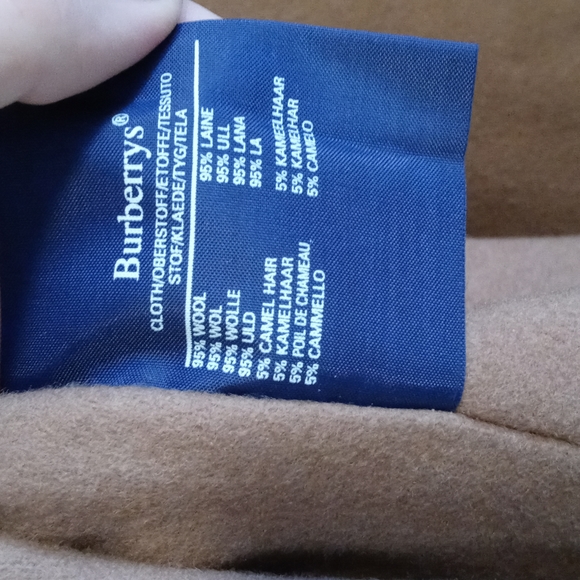 Burberrys®
CLOTH/OBERSTOFF/ETOFFE/TESSUTO
STOF/KLAEDE/TYG/TELA
95% WOOL 95% LAINE
95% WOL 95% ULL
95% WOLLE 95% LANA
95% ULD 95% LA
5% CAMEL HAIR 5% KAMELHAAR
5% KAMELHAAR 5% KAMELHAR
5% POIL DE CHAMEAU 5% CAMELO
5% CAMMELLO